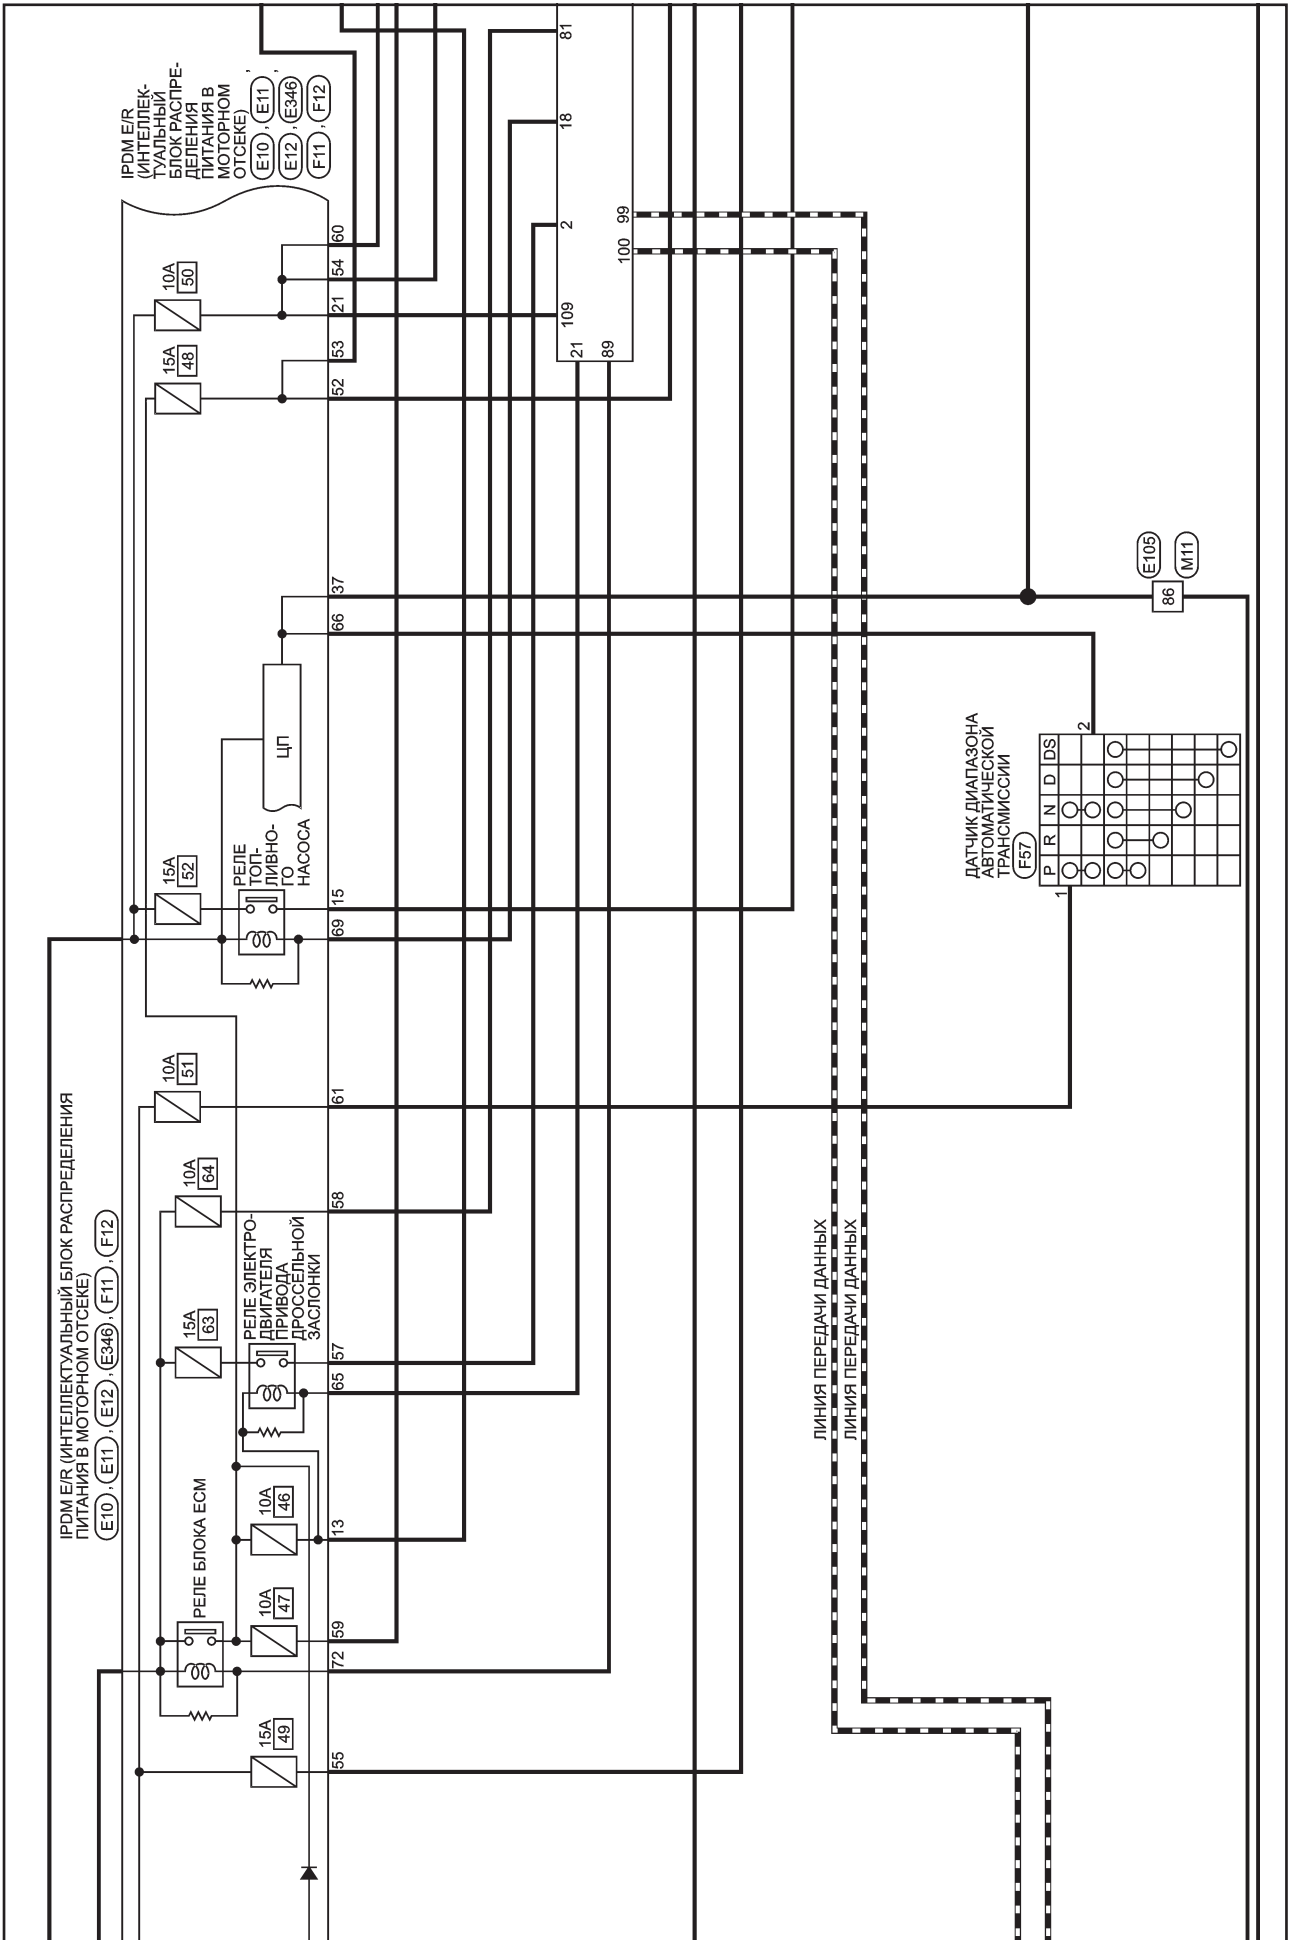 IPDM E/R (ИНТЕЛЛЕКТУАЛЬНЫЙ БЛОК РАСПРЕДЕЛЕНИЯ
ПИТАНИЯ В МОТОРНОМ ОТСЕКЕ)
E10, E11, E12, E346, F11, F12
IPDM E/R
(ИНТЕЛЛЕК-
ТУАЛЬНЫЙ
БЛОК РАСПРЕ-
ДЕЛЕНИЯ
ПИТАНИЯ В
МОТОРНОМ
ОТСЕКЕ)
E10, E11,
E12, E346,
F11, F12
15A
49
РЕЛЕ БЛОКА ECM
10A
47
10A
46
15A
63
РЕЛЕ ЭЛЕКТРО-
ДВИГАТЕЛЯ
ПРИВОДА
ДРОССЕЛЬНОЙ
ЗАСЛОНКИ
10A
64
10A
51
15A
52
РЕЛЕ
ТОП-
ЛИВНО-
ГО
НАСОСА
ЦП
15A
48
10A
50
55
72
59
13
65
57
58
61
69
15
66
37
52
53
21
54
60
21
89
109
2
18
81
100
99
ЛИНИЯ ПЕРЕДАЧИ ДАННЫХ
ЛИНИЯ ПЕРЕДАЧИ ДАННЫХ
ДАТЧИК ДИАПАЗОНА
АВТОМАТИЧЕСКОЙ
ТРАНСМИССИИ
F57
P R N D DS
1
2
86
E105
M11